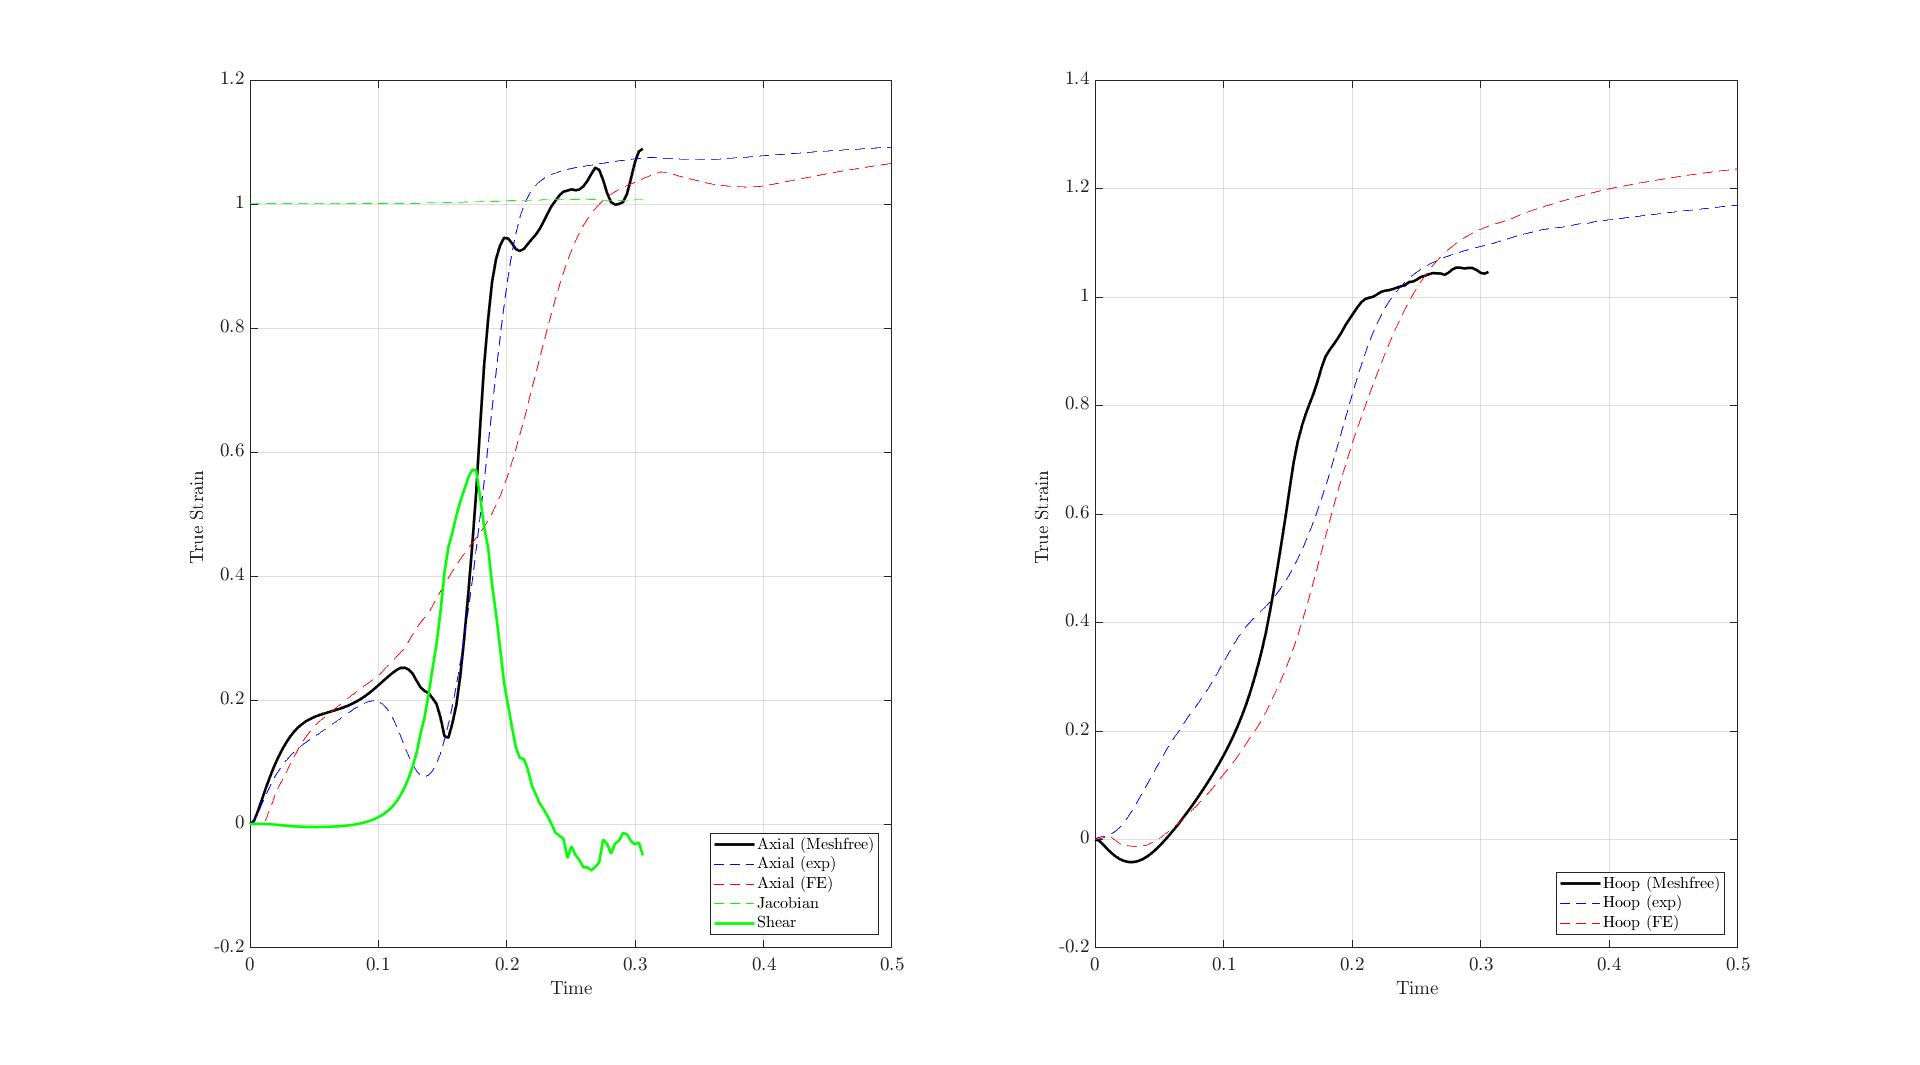 1.2
1
0.8
0.6
0.4
0.2
0
-0.2
True Strain
0 0.1 0.2 0.3 0.4 0.5
Time
Axial (Meshfree)
Axial (exp)
Axial (FE)
Jacobian
Shear
1.4
1.2
1
0.8
0.6
0.4
0.2
0
-0.2
True Strain
0 0.1 0.2 0.3 0.4 0.5
Time
Hoop (Meshfree)
Hoop (exp)
Hoop (FE)